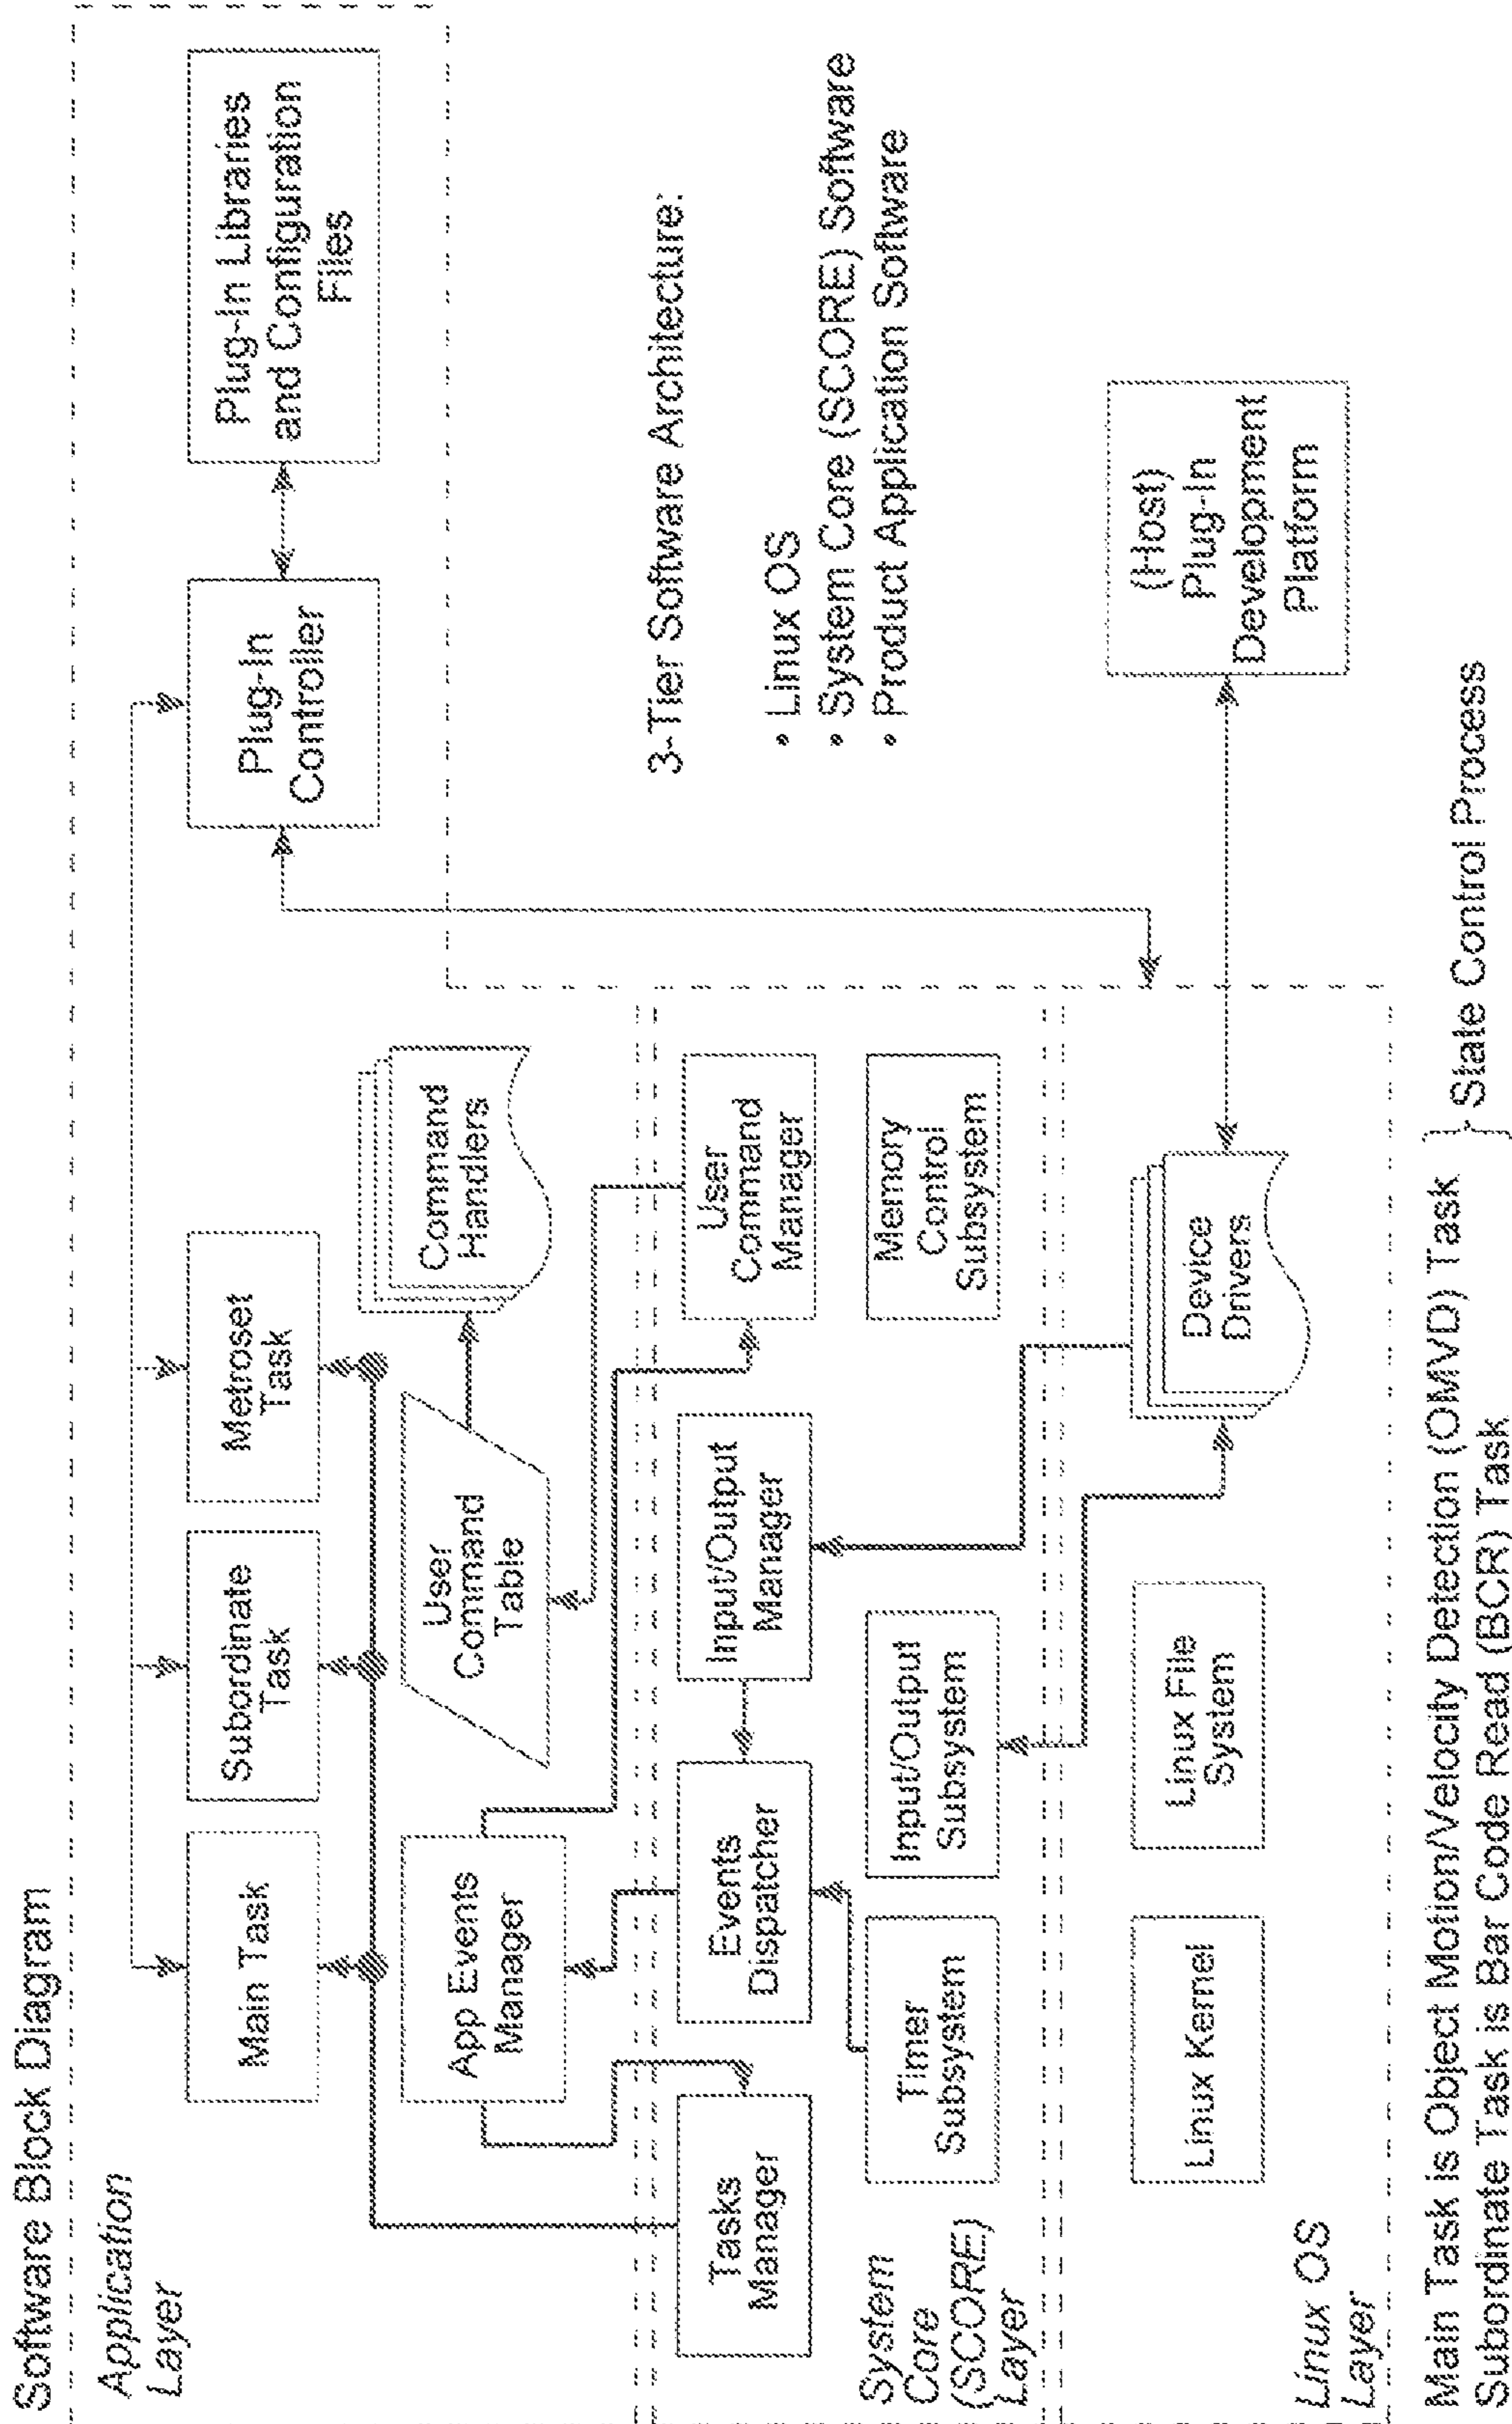 Software Block Diagram
Application
Layer
Main Task
Subordinate
Task
Metroset
Task
Plug-In
Controller
Plug-In Libraries
and Configuration
Files
App Events
Manager
User
Command
Table
Command
Handlers
Tasks
Manager
Events
Dispatcher
Input/Output
Manager
User
Command
Manager
3-Tier Software Architecture:
• Linux OS
• System Core (SCORE) Software
• Product Application Software
System
Core
(SCORE)
Layer
Timer
Subsystem
Input/Output
Subsystem
Memory
Control
Subsystem
Linux OS
Layer
Linux Kernel
Linux File
System
Device
Drivers
(Host)
Plug-In
Development
Platform
Main Task is Object Motion/Velocity Detection (OMVD) Task
Subordinate Task is Bar Code Read (BCR) Task
State Control Process